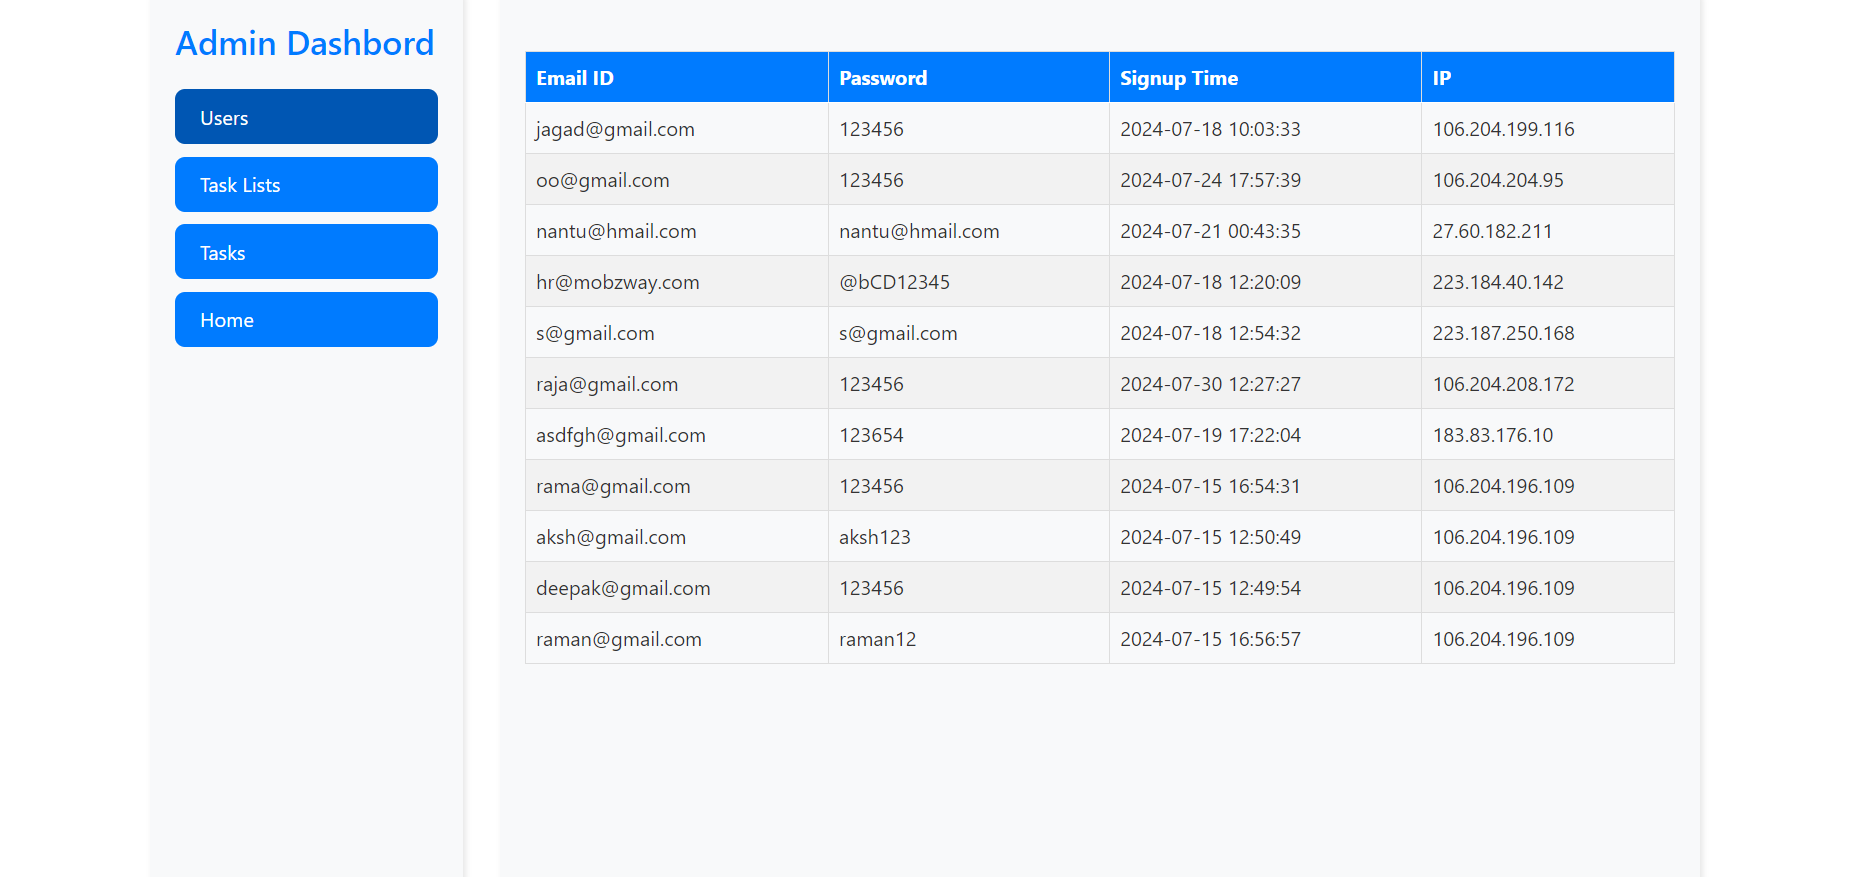 Admin Dashbord
Users
Task Lists
Tasks
Home
Email ID Password Signup Time IP
jagad@gmail.com 123456 2024-07-18 10:03:33 106.204.199.116
oo@gmail.com 123456 2024-07-24 17:57:39 106.204.204.95
nantu@hmail.com nantu@hmail.com 2024-07-21 00:43:35 27.60.182.211
hr@mobzway.com @bCD12345 2024-07-18 12:20:09 223.184.40.142
s@gmail.com s@gmail.com 2024-07-18 12:54:32 223.187.250.168
raja@gmail.com 123456 2024-07-30 12:27:27 106.204.208.172
asdfgh@gmail.com 123654 2024-07-19 17:22:04 183.83.176.10
rama@gmail.com 123456 2024-07-15 16:54:31 106.204.196.109
aksh@gmail.com aksh123 2024-07-15 12:50:49 106.204.196.109
deepak@gmail.com 123456 2024-07-15 12:49:54 106.204.196.109
raman@gmail.com raman12 2024-07-15 16:56:57 106.204.196.109